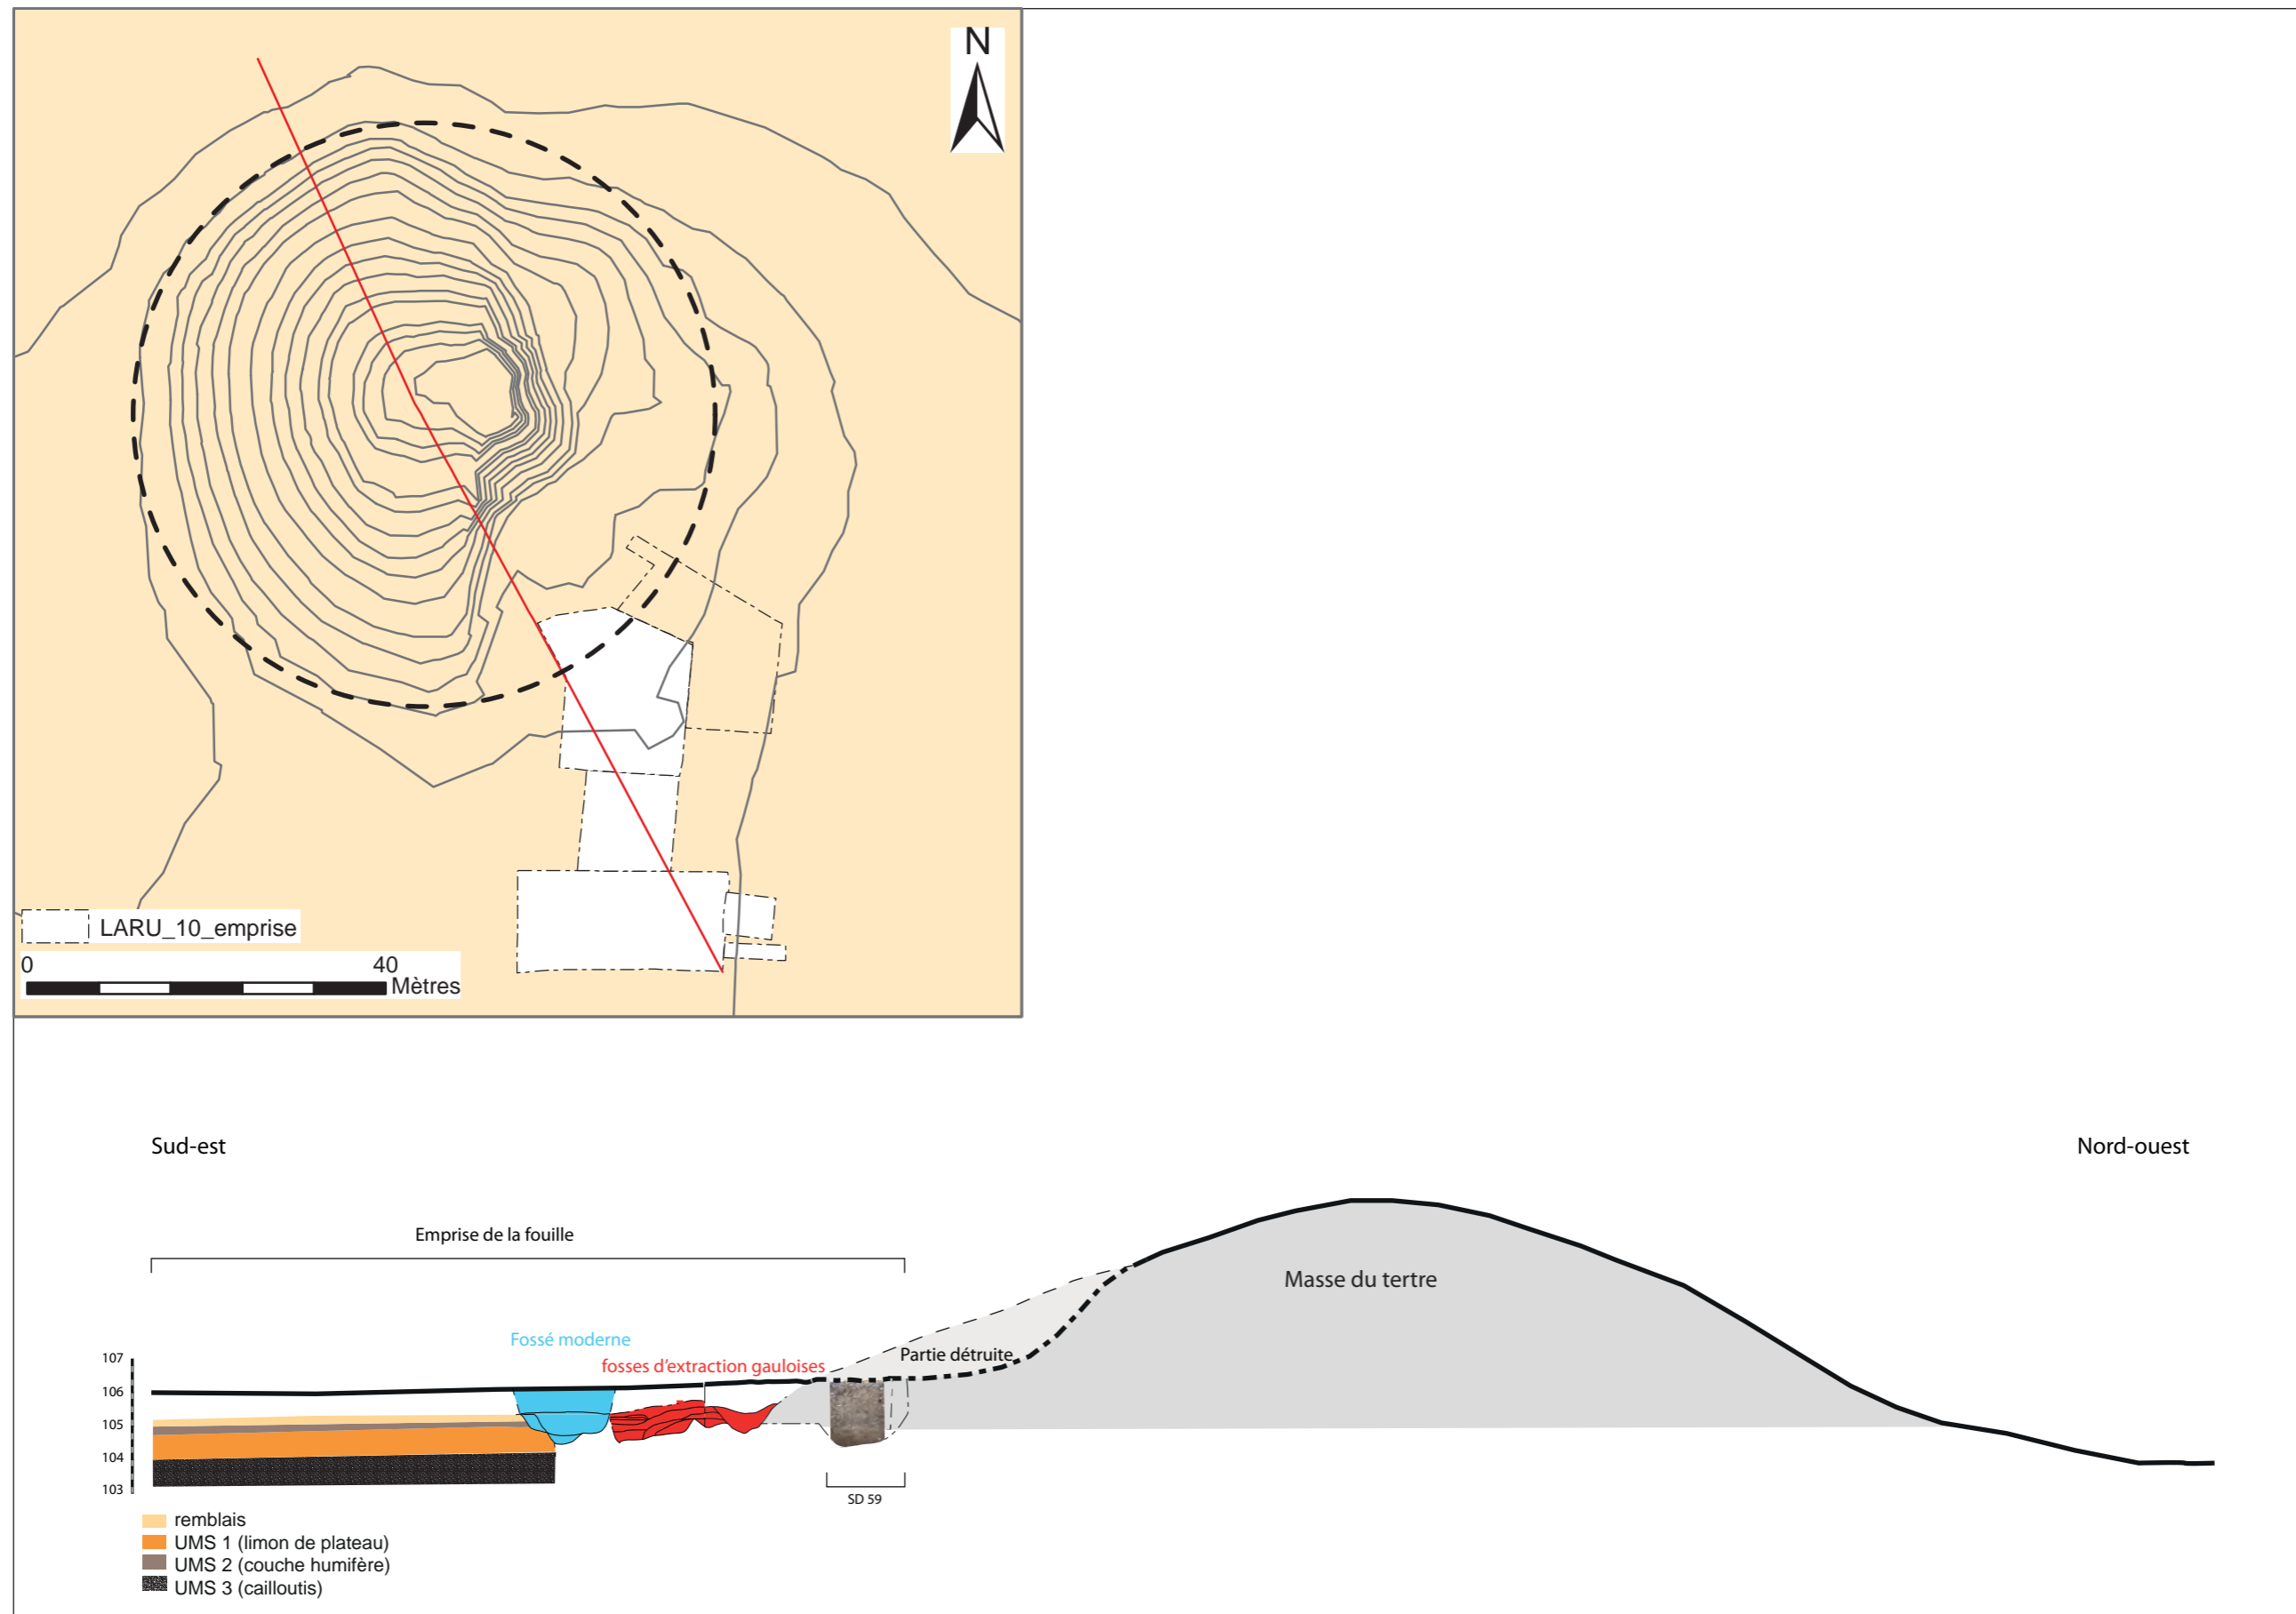 N
LARU_10_emprise
0 40
Mètres
Sud-est
Nord-ouest
Emprise de la fouille
Masse du tertre
Fossé moderne
fosses d'extraction gauloises
Partie détruite
107
106
105
104
103
SD 59
remblais
UMS 1 (limon de plateau)
UMS 2 (couche humifère)
UMS 3 (cailloutis)